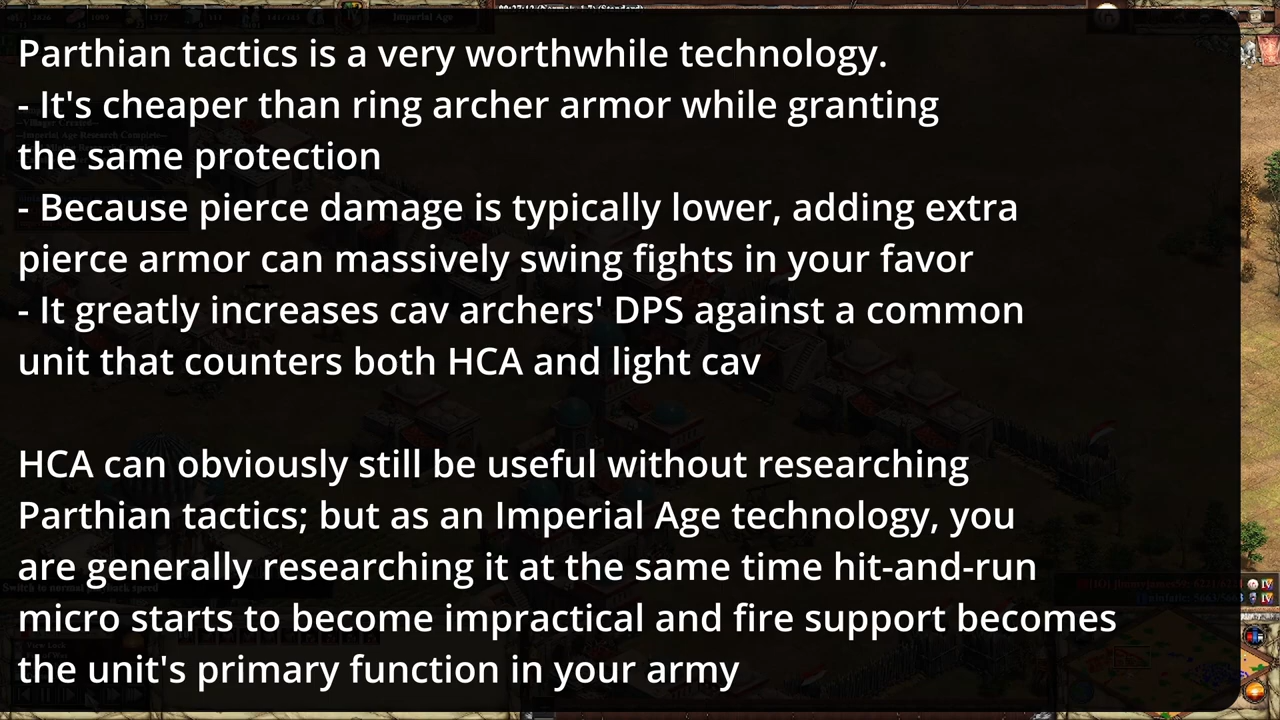 Imperial Age
Parthian tactics is a very worthwhile technology.
- It's cheaper than ring archer armor while granting
the same protection
- Because pierce damage is typically lower, adding extra
pierce armor can massively swing fights in your favor
- It greatly increases cav archers' DPS against a common
unit that counters both HCA and light cav
HCA can obviously still be useful without researching
Parthian tactics; but as an Imperial Age technology, you
are generally researching it at the same time hit-and-run
micro starts to become impractical and fire support becomes
the unit's primary function in your army